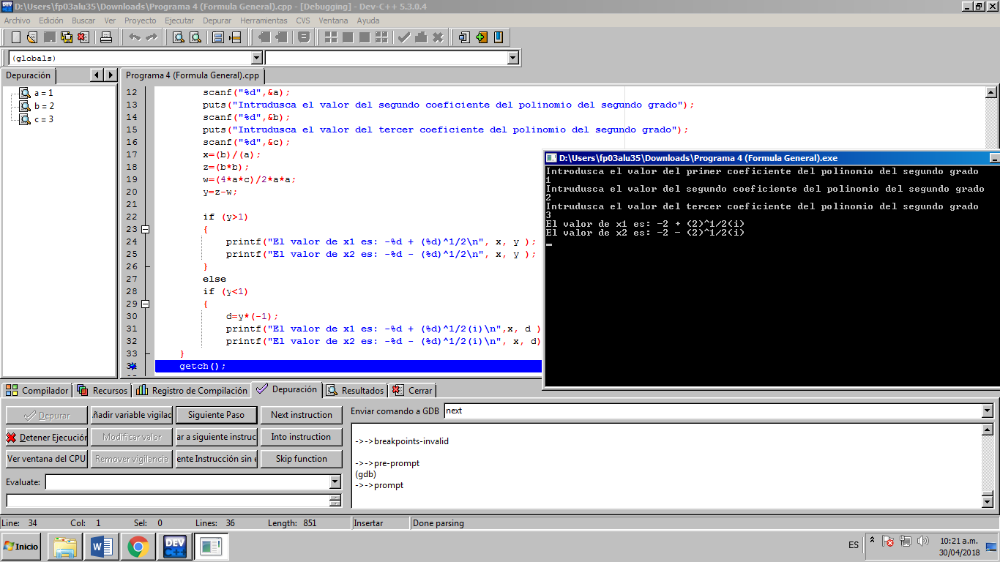 D:\Users\fp03alu35\Downloads\Programa 4 (Formula General).cpp - [Debugging] - Dev-C++ 5.3.0.4
Archivo Edición Buscar Ver Proyecto Ejecutar Depurar Herramientas CVS Ventana Ayuda
(globals)
Depuración
Programa 4 (Formula General).cpp
a = 1
b = 2
c = 3
12 scanf("%d",&a);
13 puts("Intrudusca el valor del segundo coeficiente del polinomio del segundo grado");
14 scanf("%d",&b);
15 puts("Intrudusca el valor del tercer coeficiente del polinomio del segundo grado");
16 scanf("%d",&c);
17 x=(b)/(a);
18 z=(b*b);
19 w=(4*a*c)/2*a*a;
20 y=z-w;
21
22 if (y>1)
23 {
24 printf("El valor de x1 es: -%d + (%d)^1/2\n", x, y );
25 printf("El valor de x2 es: -%d - (%d)^1/2\n", x, y );
26 }
27 else
28 if (y<1)
29 {
30 d=y*(-1);
31 printf("El valor de x1 es: -%d + (%d)^1/2(i)\n",x, d )
32 printf("El valor de x2 es: -%d - (%d)^1/2(i)\n", x, d)
33 }
34 getch();
D:\Users\fp03alu35\Downloads\Programa 4 (Formula General).exe
Introdusca el valor del primer coeficiente del polinomio del segundo grado
1
Intrudusca el valor del segundo coeficiente del polinomio del segundo grado
2
Intrudusca el valor del tercer coeficiente del polinomio del segundo grado
3
El valor de x1 es: -2 + (2)^1/2(i)
El valor de x2 es: -2 - (2)^1/2(i)
Compilador Recursos Registro de Compilación Depuración Resultados Cerrar
Depurar ñadir variable vigilac Siguiente Paso Next instruction
Detener Ejecución Modificar valor ar a siguiente instruc Into instruction
Ver ventana del CPU Remover vigilancia ente Instrucción sin e Skip function
Evaluate:
Enviar comando a GDB next
->->breakpoints-invalid
->->pre-prompt
(gdb)
->->prompt
Line: 34 Col: 1 Sel: 0 Lines: 36 Length: 851 Insertar Done parsing
Inicio
W
DEV C++
ES
10:21 a.m.
30/04/2018